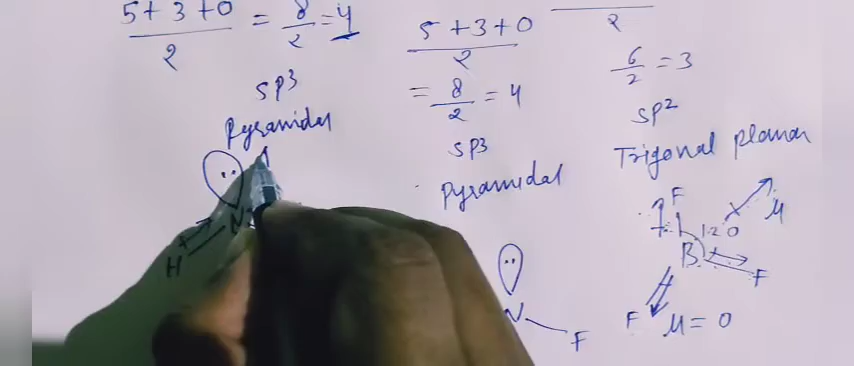 5+3+0
2
= 8/2 = 4
SP3
Pyramidal
N
H
5+3+0
2
= 8/2 = 4
SP3
Pyramidal
N
F
2
6/2 = 3
SP2
Trigonal planar
F
120
μ
B
F
F
μ = 0